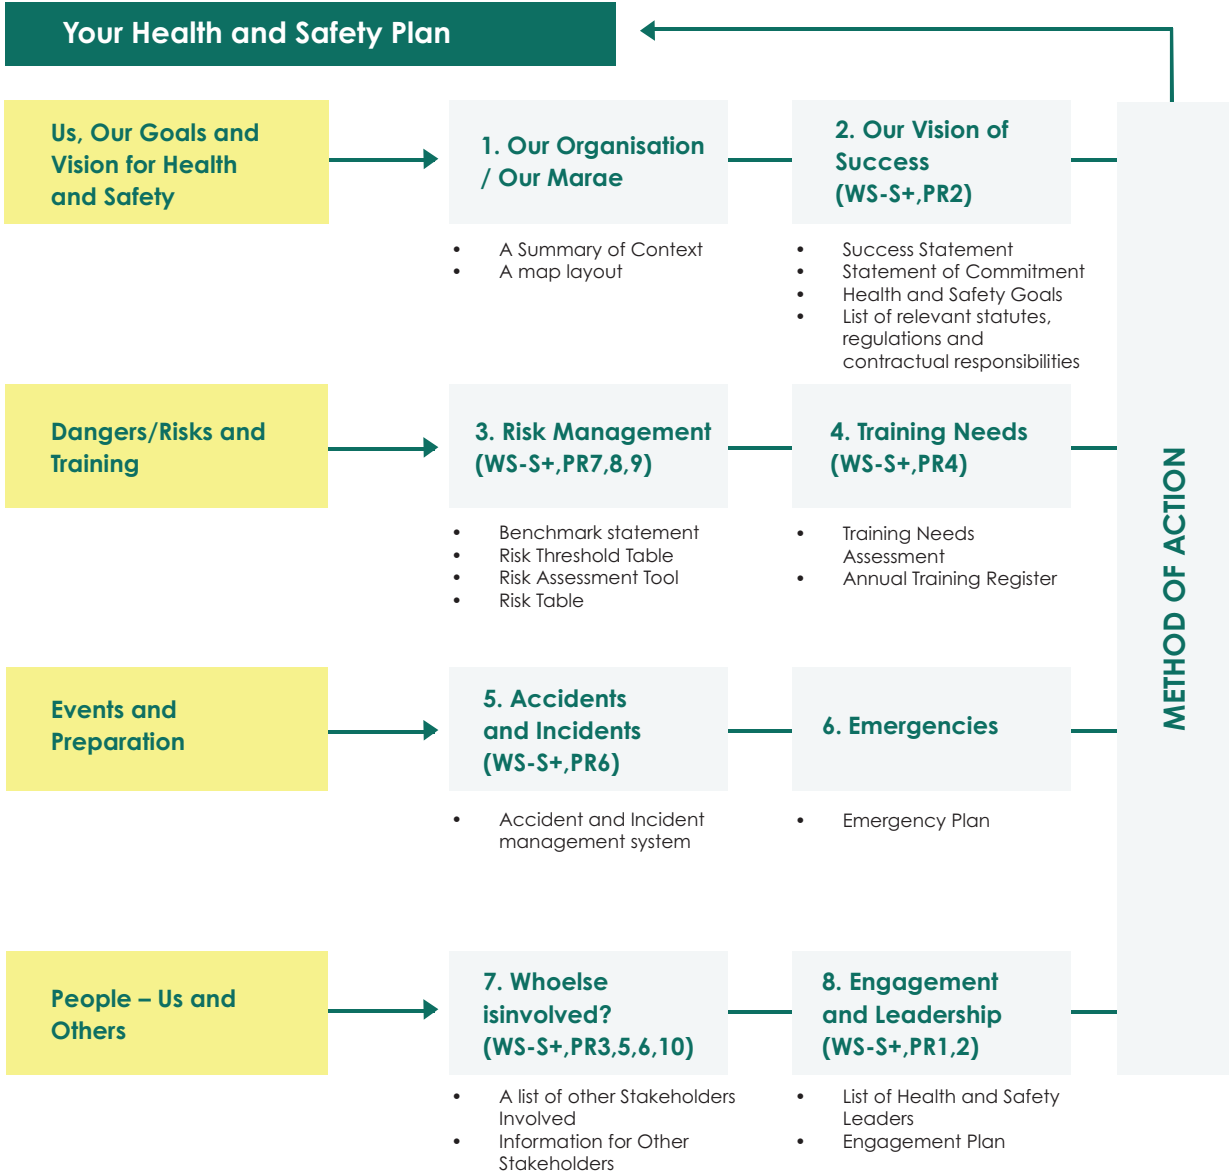 Your Health and Safety Plan
Us, Our Goals and
Vision for Health
and Safety
1. Our Organisation
/ Our Marae
• A Summary of Context
• A map layout
2. Our Vision of
Success
(WS-S+,PR2)
• Success Statement
• Statement of Commitment
• Health and Safety Goals
• List of relevant statutes,
regulations and
contractual responsibilities
Dangers/Risks and
Training
3. Risk Management
(WS-S+,PR7,8,9)
• Benchmark statement
• Risk Threshold Table
• Risk Assessment Tool
• Risk Table
4. Training Needs
(WS-S+,PR4)
• Training Needs
Assessment
• Annual Training Register
Events and
Preparation
5. Accidents
and Incidents
(WS-S+,PR6)
• Accident and Incident
management system
6. Emergencies
• Emergency Plan
People – Us and
Others
7. Whoelse
isinvolved?
(WS-S+,PR3,5,6,10)
• A list of other Stakeholders
Involved
• Information for Other
Stakeholders
8. Engagement
and Leadership
(WS-S+,PR1,2)
• List of Health and Safety
Leaders
• Engagement Plan
METHOD OF ACTION